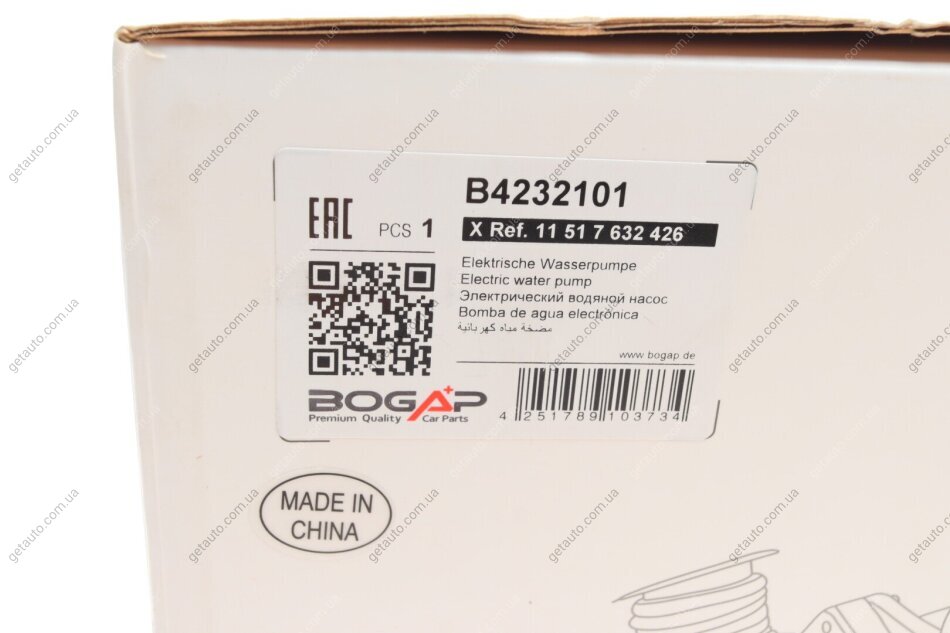 B4232101
EAC PCS 1
X Ref. 11 51 7 632 426
Elektrische Wasserpumpe
Electric water pump
Электрический водяной насос
Bomba de agua electrónica
مضخة مياه كهربائية
www.bogap.de
BOGAP
Premium Quality Car Parts
4 251789 103734
MADE IN
CHINA
getauto.com.ua